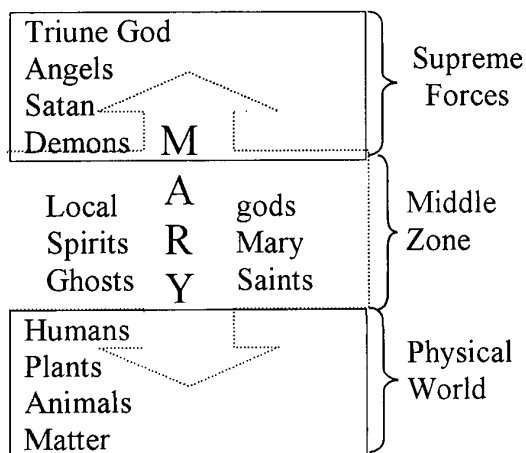 Triune God
Angels
Satan
Demons
Supreme
Forces
M
A
R
Y
Local gods
Spirits Mary
Ghosts Saints
Middle
Zone
Humans
Plants
Animals
Matter
Physical
World